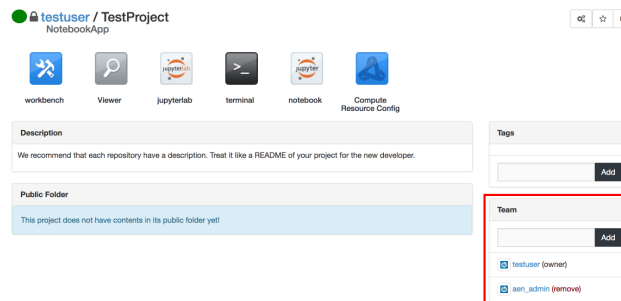 testuser / TestProject
NotebookApp
jupyterlab
>_
jupyter
workbench
Viewer
jupyterlab
terminal
notebook
Compute
Resource Config
Description
We recommend that each repository have a description. Treat it like a README of your project for the new developer.
Public Folder
This project does not have contents in its public folder yet!
Tags
Add
Team
Add
testuser (owner)
aen_admin (remove)